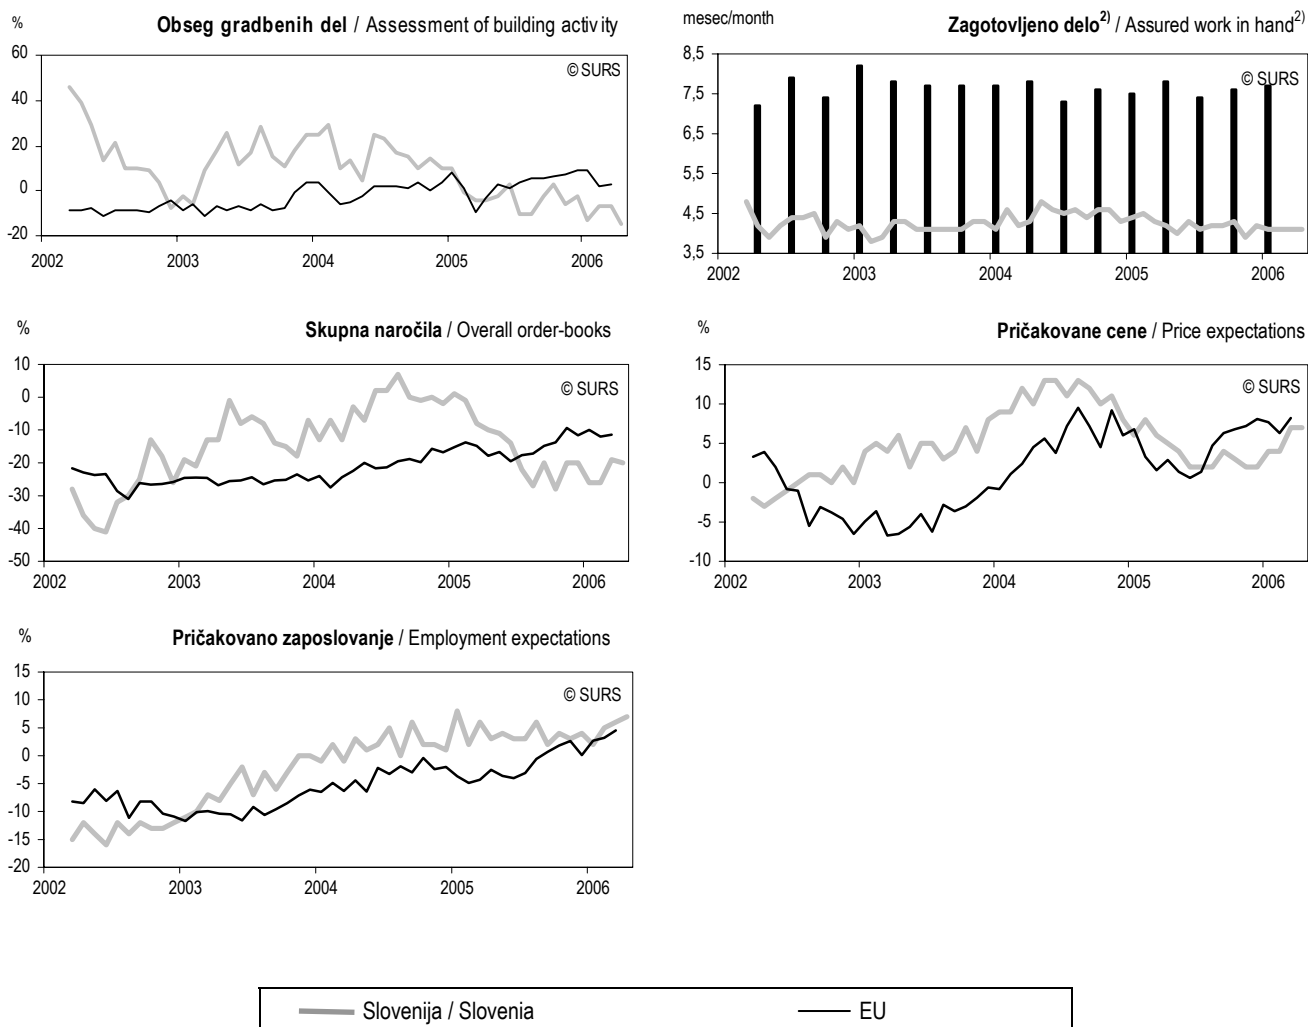 %
Obseg gradbenih del / Assessment of building activity
60
40
20
0
-20
© SURS
2002 2003 2004 2005 2006
mesec/month
Zagotovljeno delo2) / Assured work in hand2)
8,5
7,5
6,5
5,5
4,5
3,5
© SURS
2002 2003 2004 2005 2006
%
Skupna naročila / Overall order-books
10
0
-10
-20
-30
-40
-50
© SURS
2002 2003 2004 2005 2006
%
Pričakovane cene / Price expectations
15
10
5
0
-5
-10
© SURS
2002 2003 2004 2005 2006
%
Pričakovano zaposlovanje / Employment expectations
15
10
5
0
-5
-10
-15
-20
© SURS
2002 2003 2004 2005 2006
Slovenija / Slovenia EU